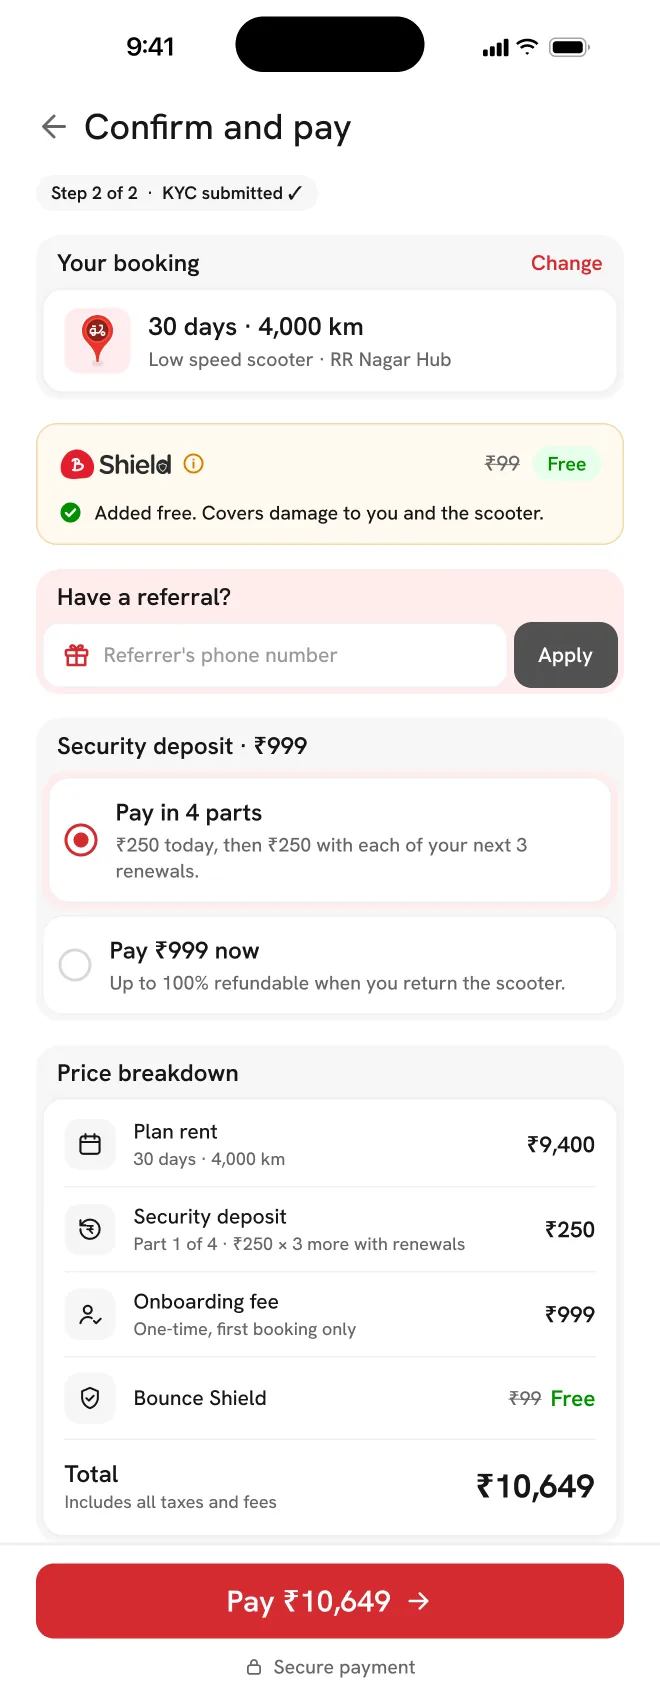 9:41
Confirm and pay
Step 2 of 2 · KYC submitted ✓
Your booking
Change
30 days · 4,000 km
Low speed scooter · RR Nagar Hub
B Shield
₹99 Free
Added free. Covers damage to you and the scooter.
Have a referral?
Referrer's phone number
Apply
Security deposit · ₹999
Pay in 4 parts
₹250 today, then ₹250 with each of your next 3
renewals.
Pay ₹999 now
Up to 100% refundable when you return the scooter.
Price breakdown
Plan rent
30 days · 4,000 km
₹9,400
Security deposit
Part 1 of 4 · ₹250 × 3 more with renewals
₹250
Onboarding fee
One-time, first booking only
₹999
Bounce Shield
₹99 Free
Total
Includes all taxes and fees
₹10,649
Pay ₹10,649 →
Secure payment